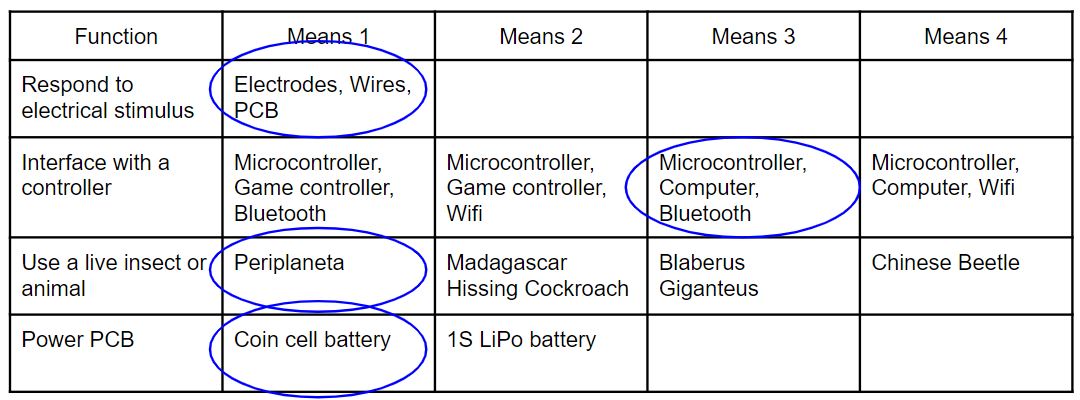 Function Means 1 Means 2 Means 3 Means 4
Respond to
electrical stimulus
Electrodes, Wires,
PCB
Interface with a
controller
Microcontroller,
Game controller,
Bluetooth
Microcontroller,
Game controller,
Wifi
Microcontroller,
Computer,
Bluetooth
Microcontroller,
Computer, Wifi
Use a live insect or
animal
Periplaneta
Madagascar
Hissing Cockroach
Blaberus
Giganteus
Chinese Beetle
Power PCB
Coin cell battery
1S LiPo battery